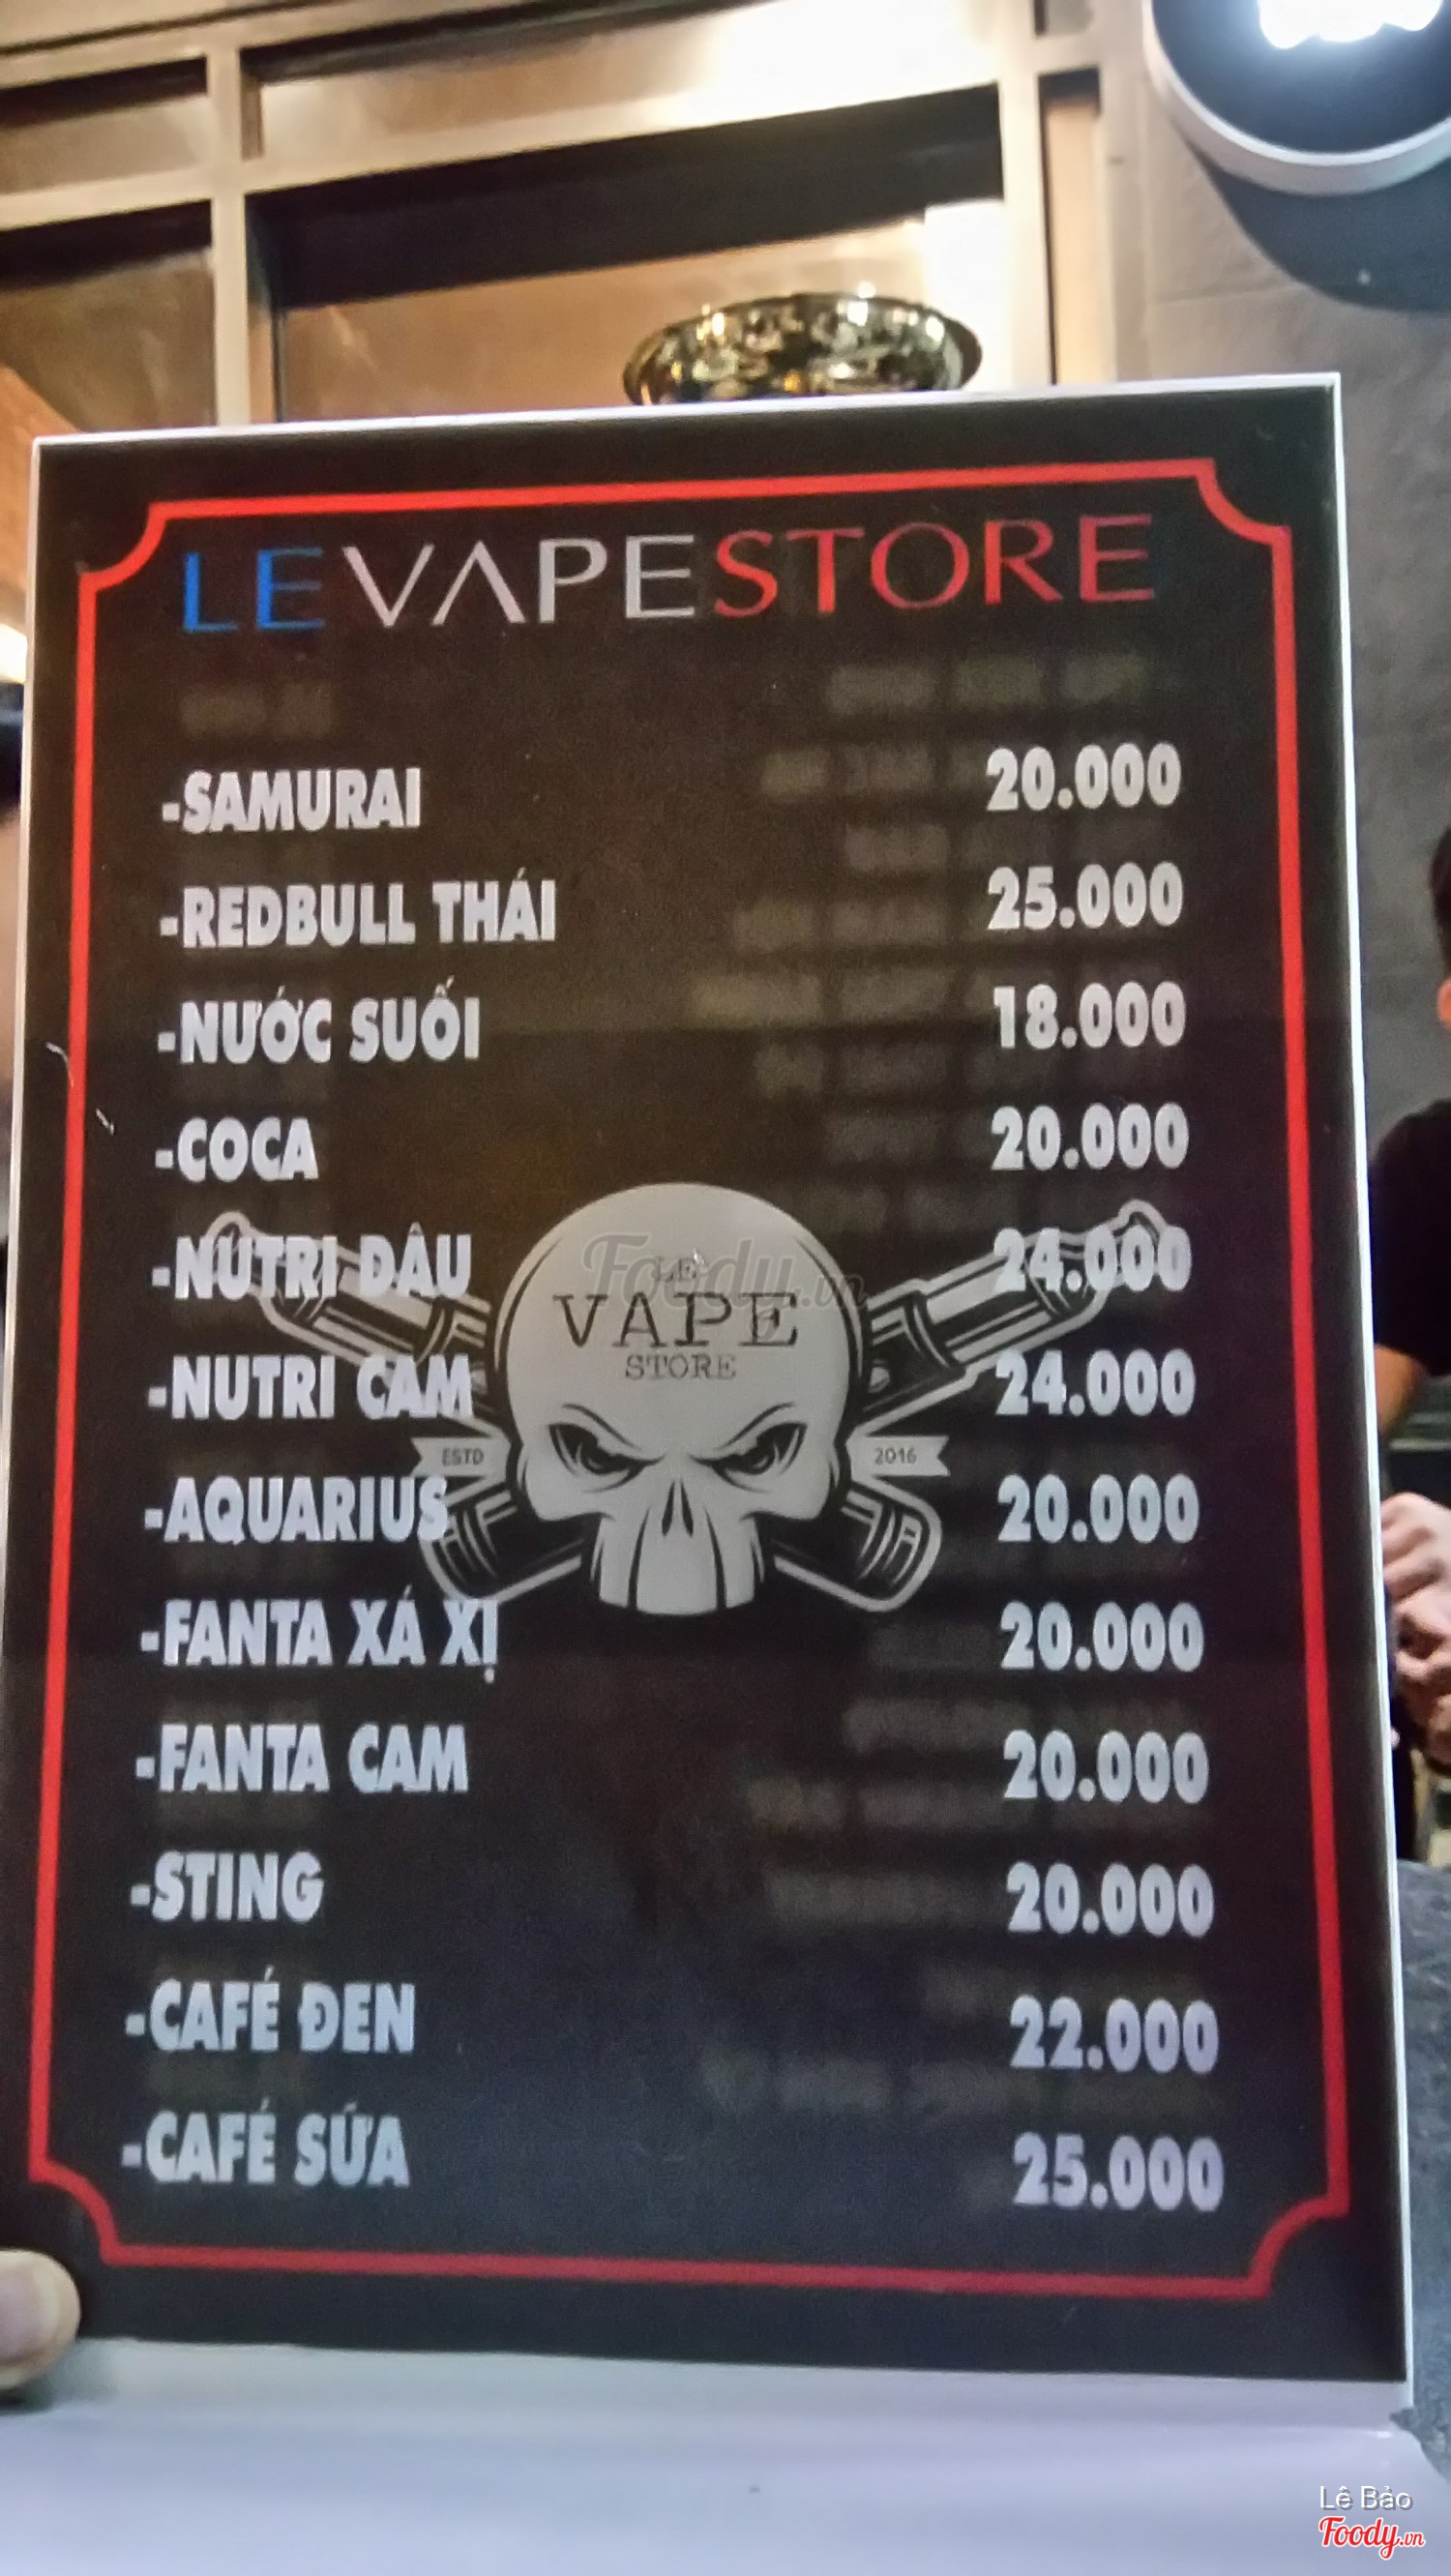 LEVAPESTORE
-SAMURAI 20.000
-REDBULL THÁI 25.000
-NƯỚC SUỐI 18.000
-COCA 20.000
-NUTRI DÂU 24.000
-NUTRI CAM 24.000
-AQUARIUS 20.000
-FANTA XÁ XỊ 20.000
-FANTA CAM 20.000
-STING 20.000
-CAFÉ ĐEN 22.000
-CAFÉ SỮA 25.000
LE
VAPE
STORE
ESTD 2016
Foody.vn
Lê Bảo
Foody.vn